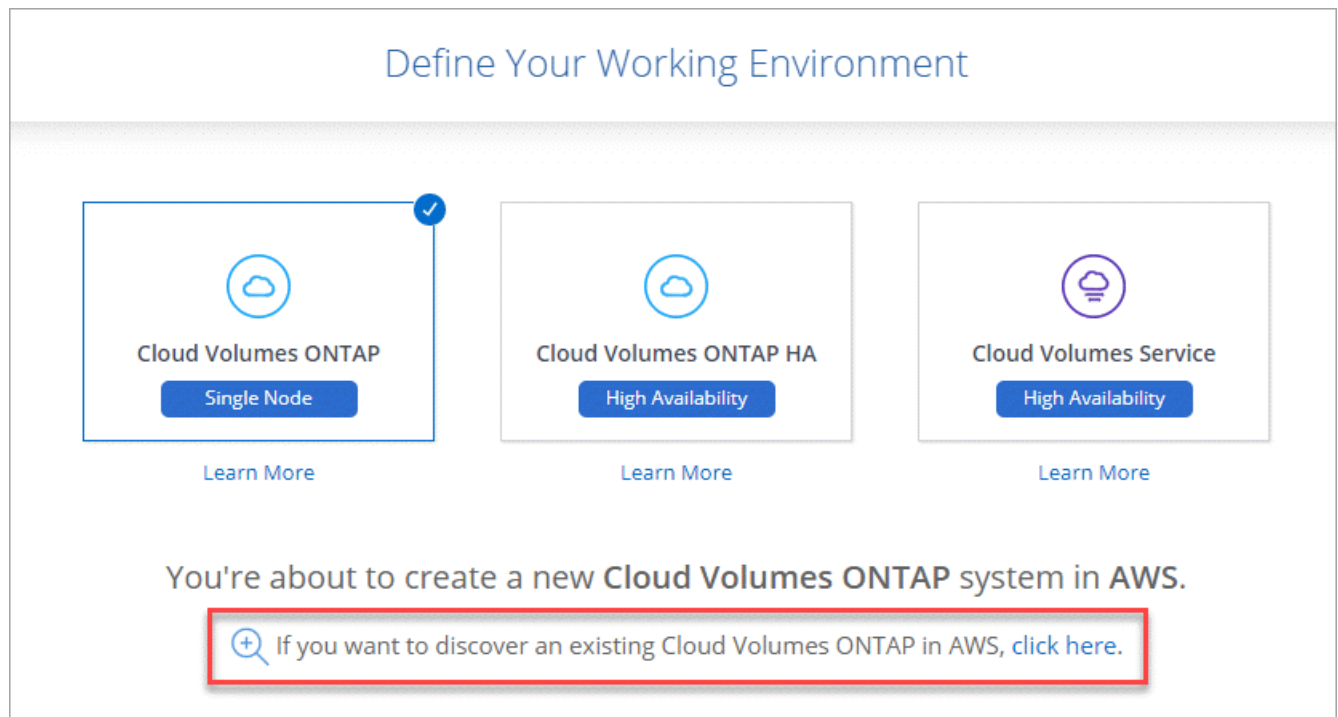 Define Your Working Environment
Cloud Volumes ONTAP
Single Node
Learn More
Cloud Volumes ONTAP HA
High Availability
Learn More
Cloud Volumes Service
High Availability
Learn More
You're about to create a new Cloud Volumes ONTAP system in AWS.
If you want to discover an existing Cloud Volumes ONTAP in AWS, click here.